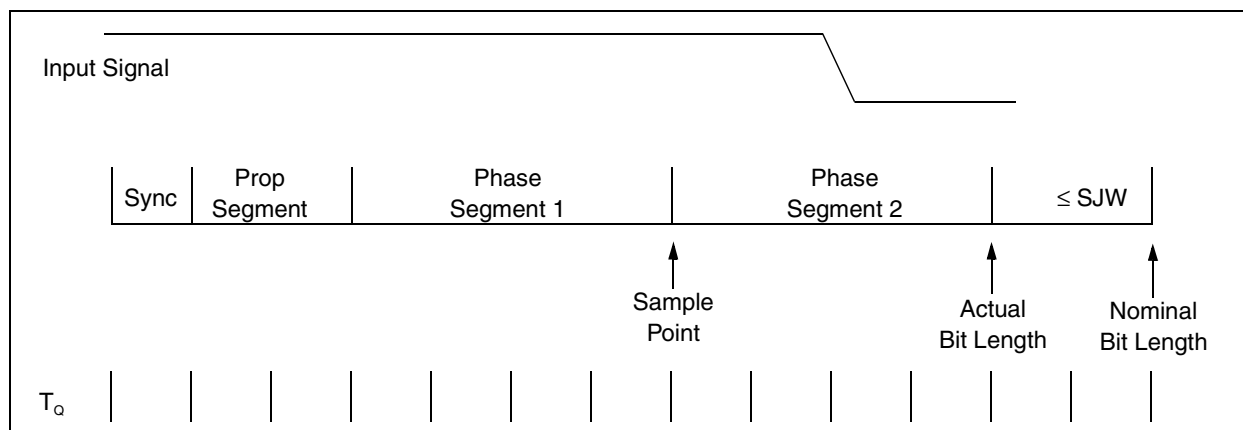 Input Signal
Sync
Prop
Segment
Phase
Segment 1
Phase
Segment 2
≤ SJW
Sample
Point
Actual
Bit Length
Nominal
Bit Length
TQ